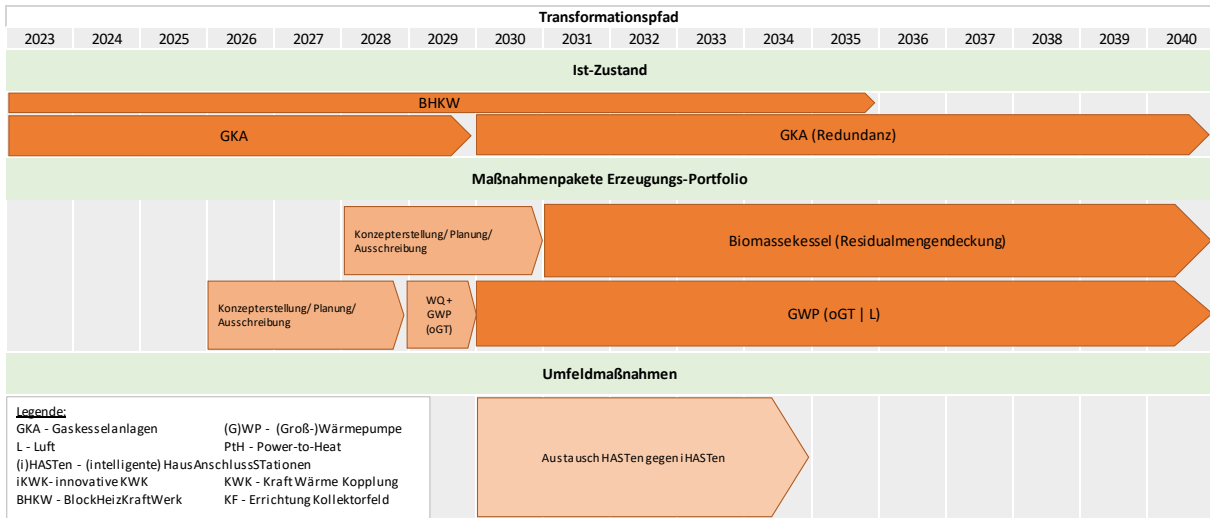 Transformationspfad
2023 2024 2025 2026 2027 2028 2029 2030 2031 2032 2033 2034 2035 2036 2037 2038 2039 2040
Ist-Zustand
BHKW
GKA
GKA (Redundanz)
Maßnahmenpakete Erzeugungs-Portfolio
Konzepterstellung/ Planung/
Ausschreibung
Biomassekessel (Residualmengendeckung)
Konzepterstellung/ Planung/
Ausschreibung
WQ +
GWP
(oGT)
GWP (oGT | L)
Umfeldmaßnahmen
Austausch HASTen gegen iHASTen
Legende:
GKA - Gaskesselanlagen (G)WP - (Groß-)Wärmepumpe
L - Luft PtH - Power-to-Heat
(i)HASTen - (intelligente) HausAnschlussSTationen
iKWK- innovative KWK KWK - Kraft Wärme Kopplung
BHKW - BlockHeizKraftWerk KF - Errichtung Kollektorfeld